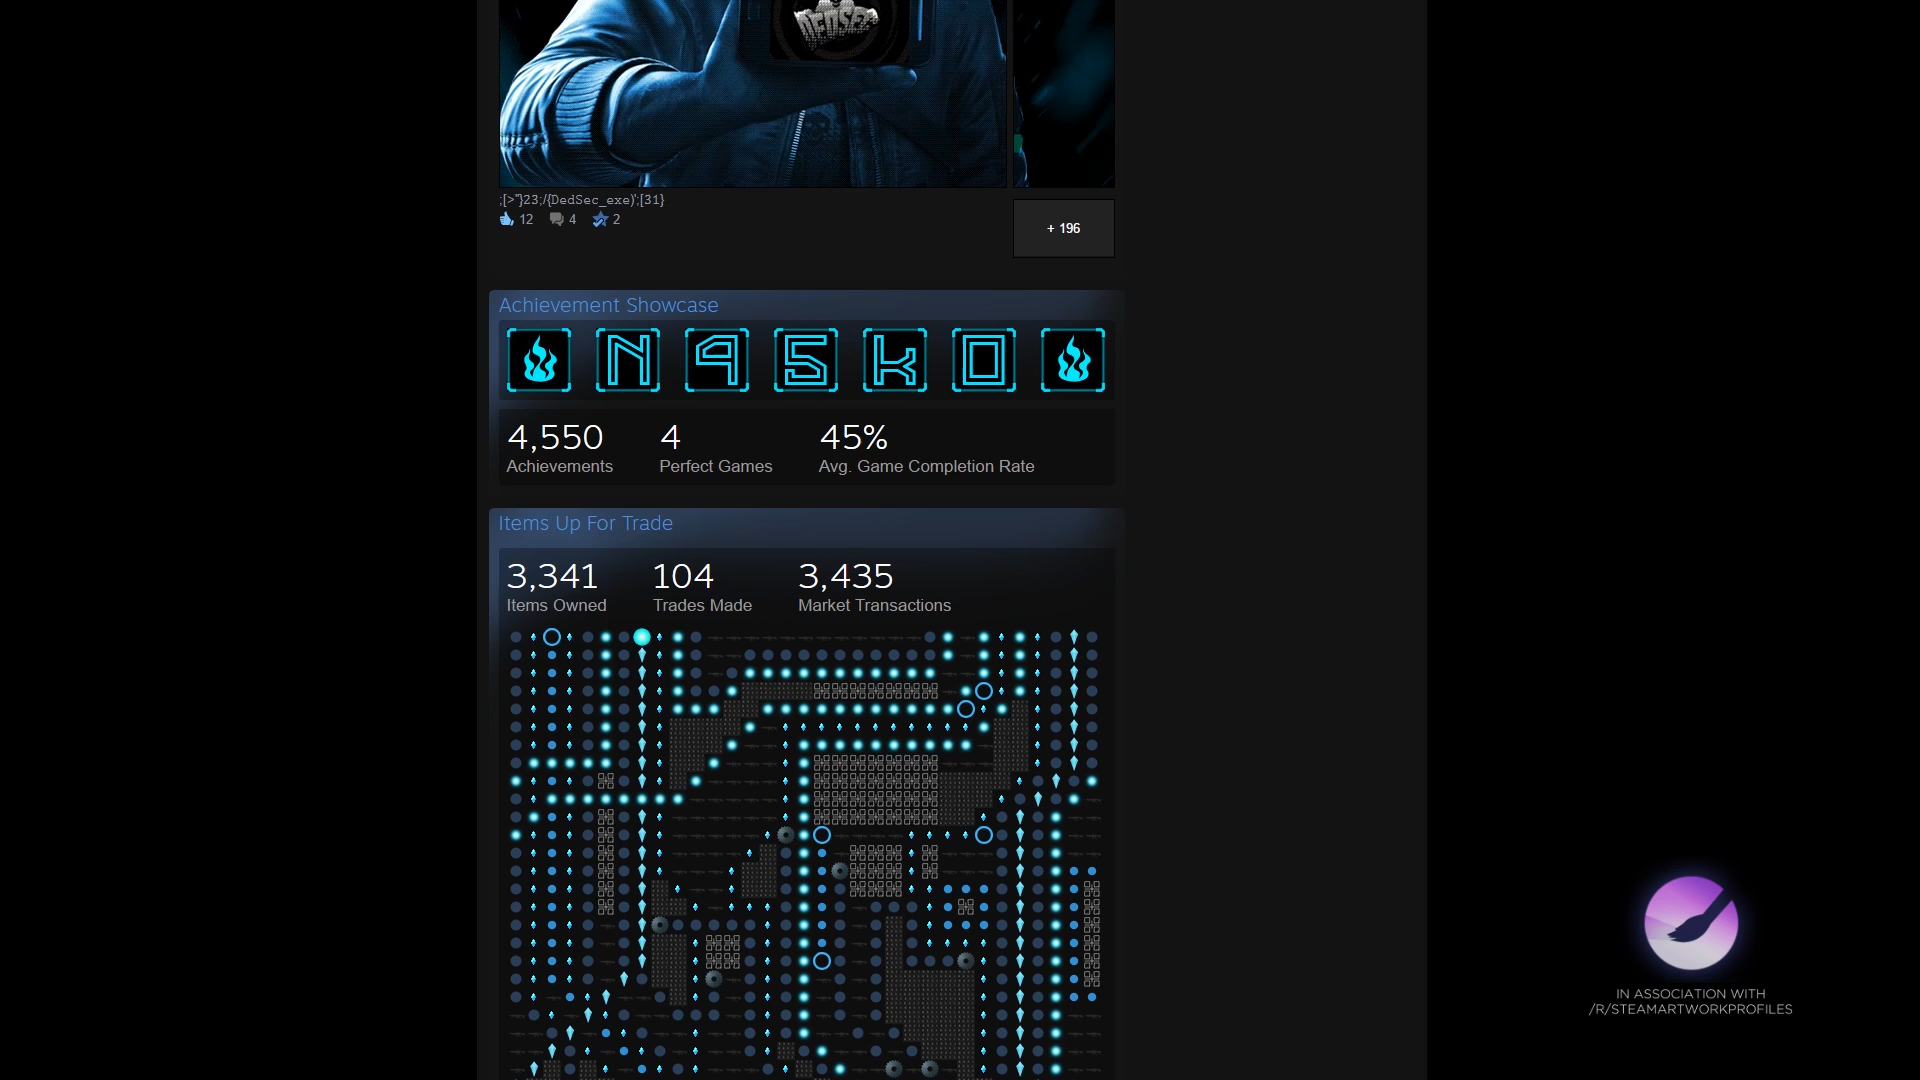 DEDSEC
;[>"}23;/{DedSec_exe)';[31}
12 4 2
+ 196
Achievement Showcase
N 9 5 k 0
4,550 4 45%
Achievements Perfect Games Avg. Game Completion Rate
Items Up For Trade
3,341 104 3,435
Items Owned Trades Made Market Transactions
IN ASSOCIATION WITH
/R/STEAMARTWORKPROFILES